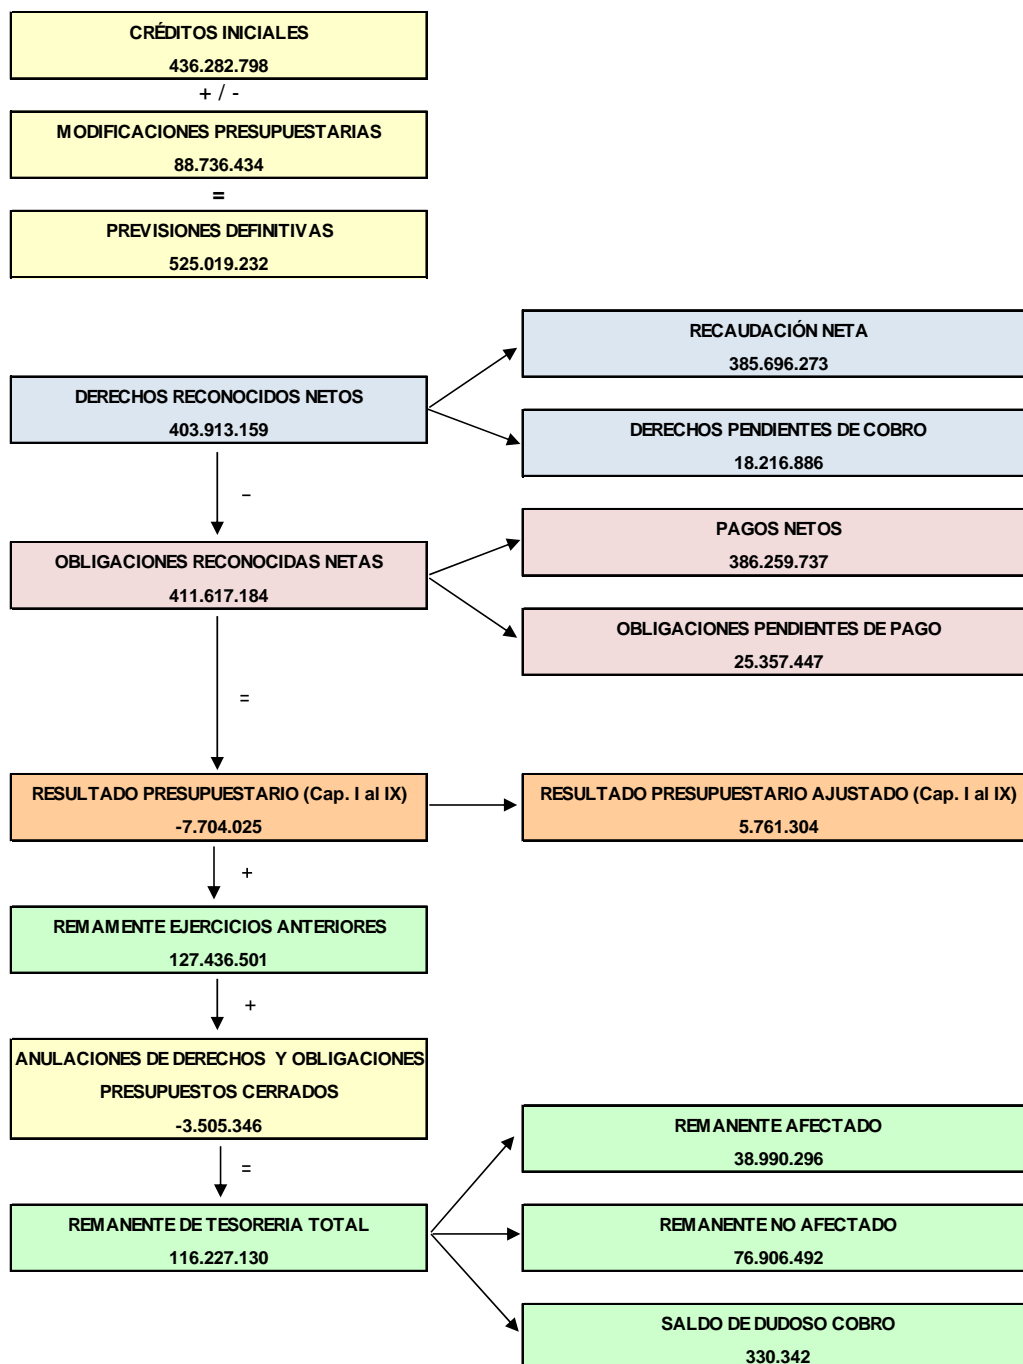 CRÉDITOS INICIALES
436.282.798
+ / -
MODIFICACIONES PRESUPUESTARIAS
88.736.434
=
PREVISIONES DEFINITIVAS
525.019.232
RECAUDACIÓN NETA
385.696.273
DERECHOS RECONOCIDOS NETOS
403.913.159
DERECHOS PENDIENTES DE COBRO
18.216.886
–
PAGOS NETOS
386.259.737
OBLIGACIONES RECONOCIDAS NETAS
411.617.184
OBLIGACIONES PENDIENTES DE PAGO
25.357.447
=
RESULTADO PRESUPUESTARIO (Cap. I al IX)
-7.704.025
RESULTADO PRESUPUESTARIO AJUSTADO (Cap. I al IX)
5.761.304
+
REMAMENTE EJERCICIOS ANTERIORES
127.436.501
+
ANULACIONES DE DERECHOS Y OBLIGACIONES
PRESUPUESTOS CERRADOS
-3.505.346
REMANENTE AFECTADO
38.990.296
=
REMANENTE DE TESORERIA TOTAL
116.227.130
REMANENTE NO AFECTADO
76.906.492
SALDO DE DUDOSO COBRO
330.342